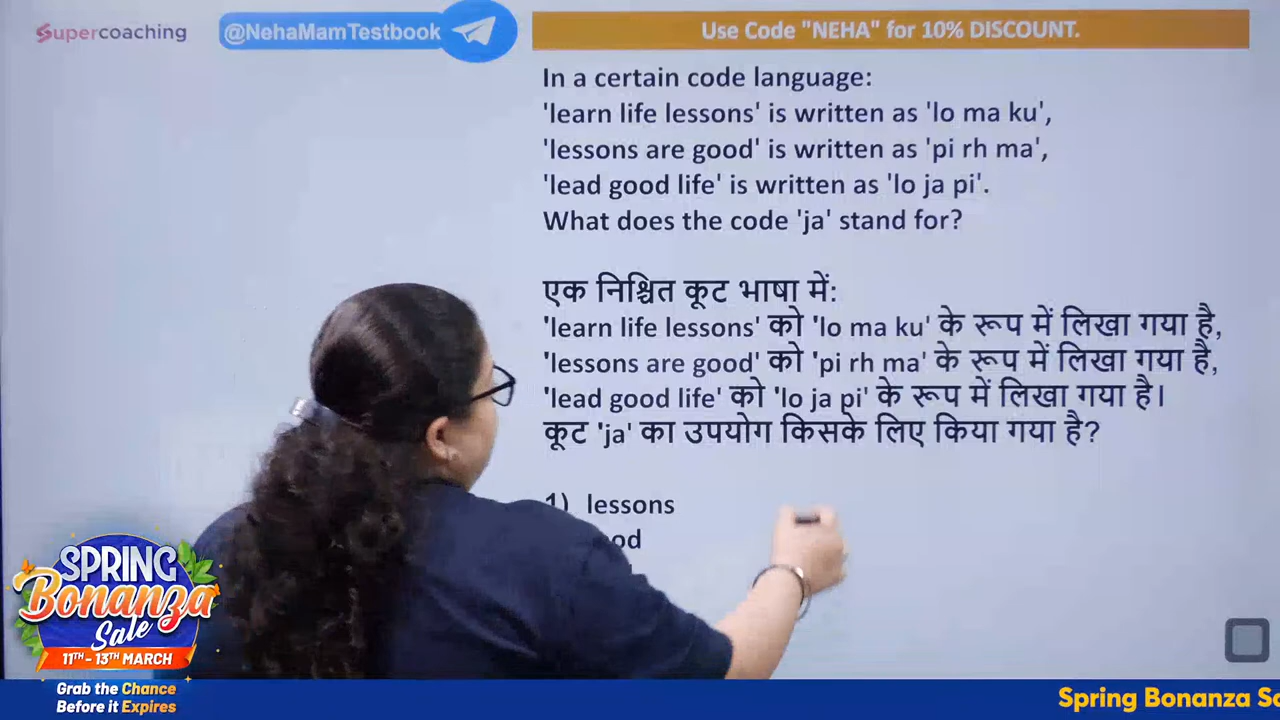 Supercoaching
@NehaMamTestbook
Use Code "NEHA" for 10% DISCOUNT.
In a certain code language:
'learn life lessons' is written as 'lo ma ku',
'lessons are good' is written as 'pi rh ma',
'lead good life' is written as 'lo ja pi'.
What does the code 'ja' stand for?
एक निश्चित कूट भाषा में:
'learn life lessons' को 'lo ma ku' के रूप में लिखा गया है,
'lessons are good' को 'pi rh ma' के रूप में लिखा गया है,
'lead good life' को 'lo ja pi' के रूप में लिखा गया है।
कूट 'ja' का उपयोग किसके लिए किया गया है?
1) lessons
SPRING
Bonanza
Sale
11TH - 13TH MARCH
Grab the Chance
Before it Expires
Spring Bonanza